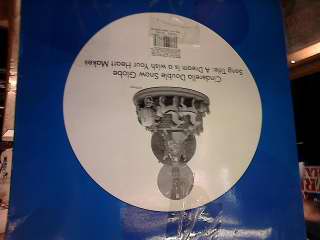 Cinderella Double Snow Globe
Song Title: A Dream is a wish Your Heart Makes